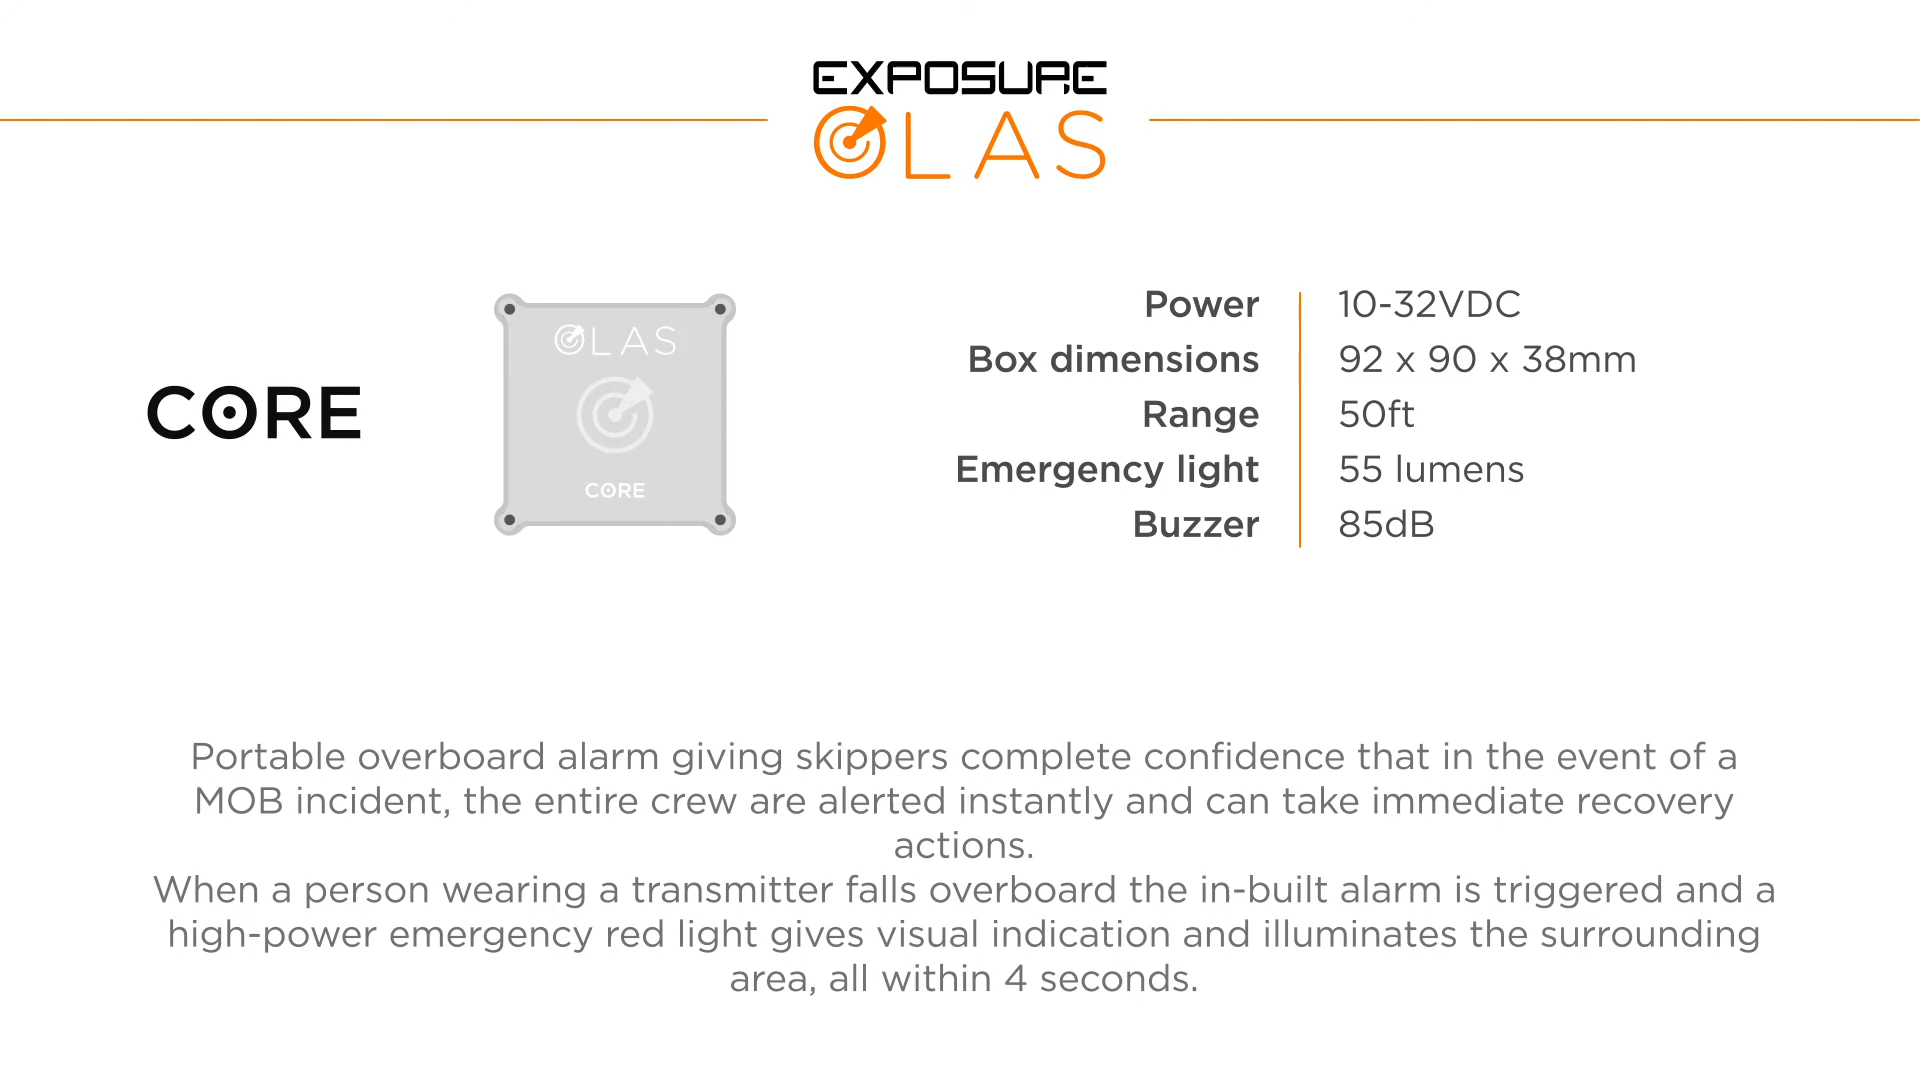 EXPOSURE
OLAS
OLAS
CORE
CORE
Power 10-32VDC
Box dimensions 92 x 90 x 38mm
Range 50ft
Emergency light 55 lumens
Buzzer 85dB
Portable overboard alarm giving skippers complete confidence that in the event of a
MOB incident, the entire crew are alerted instantly and can take immediate recovery
actions.
When a person wearing a transmitter falls overboard the in-built alarm is triggered and a
high-power emergency red light gives visual indication and illuminates the surrounding
area, all within 4 seconds.